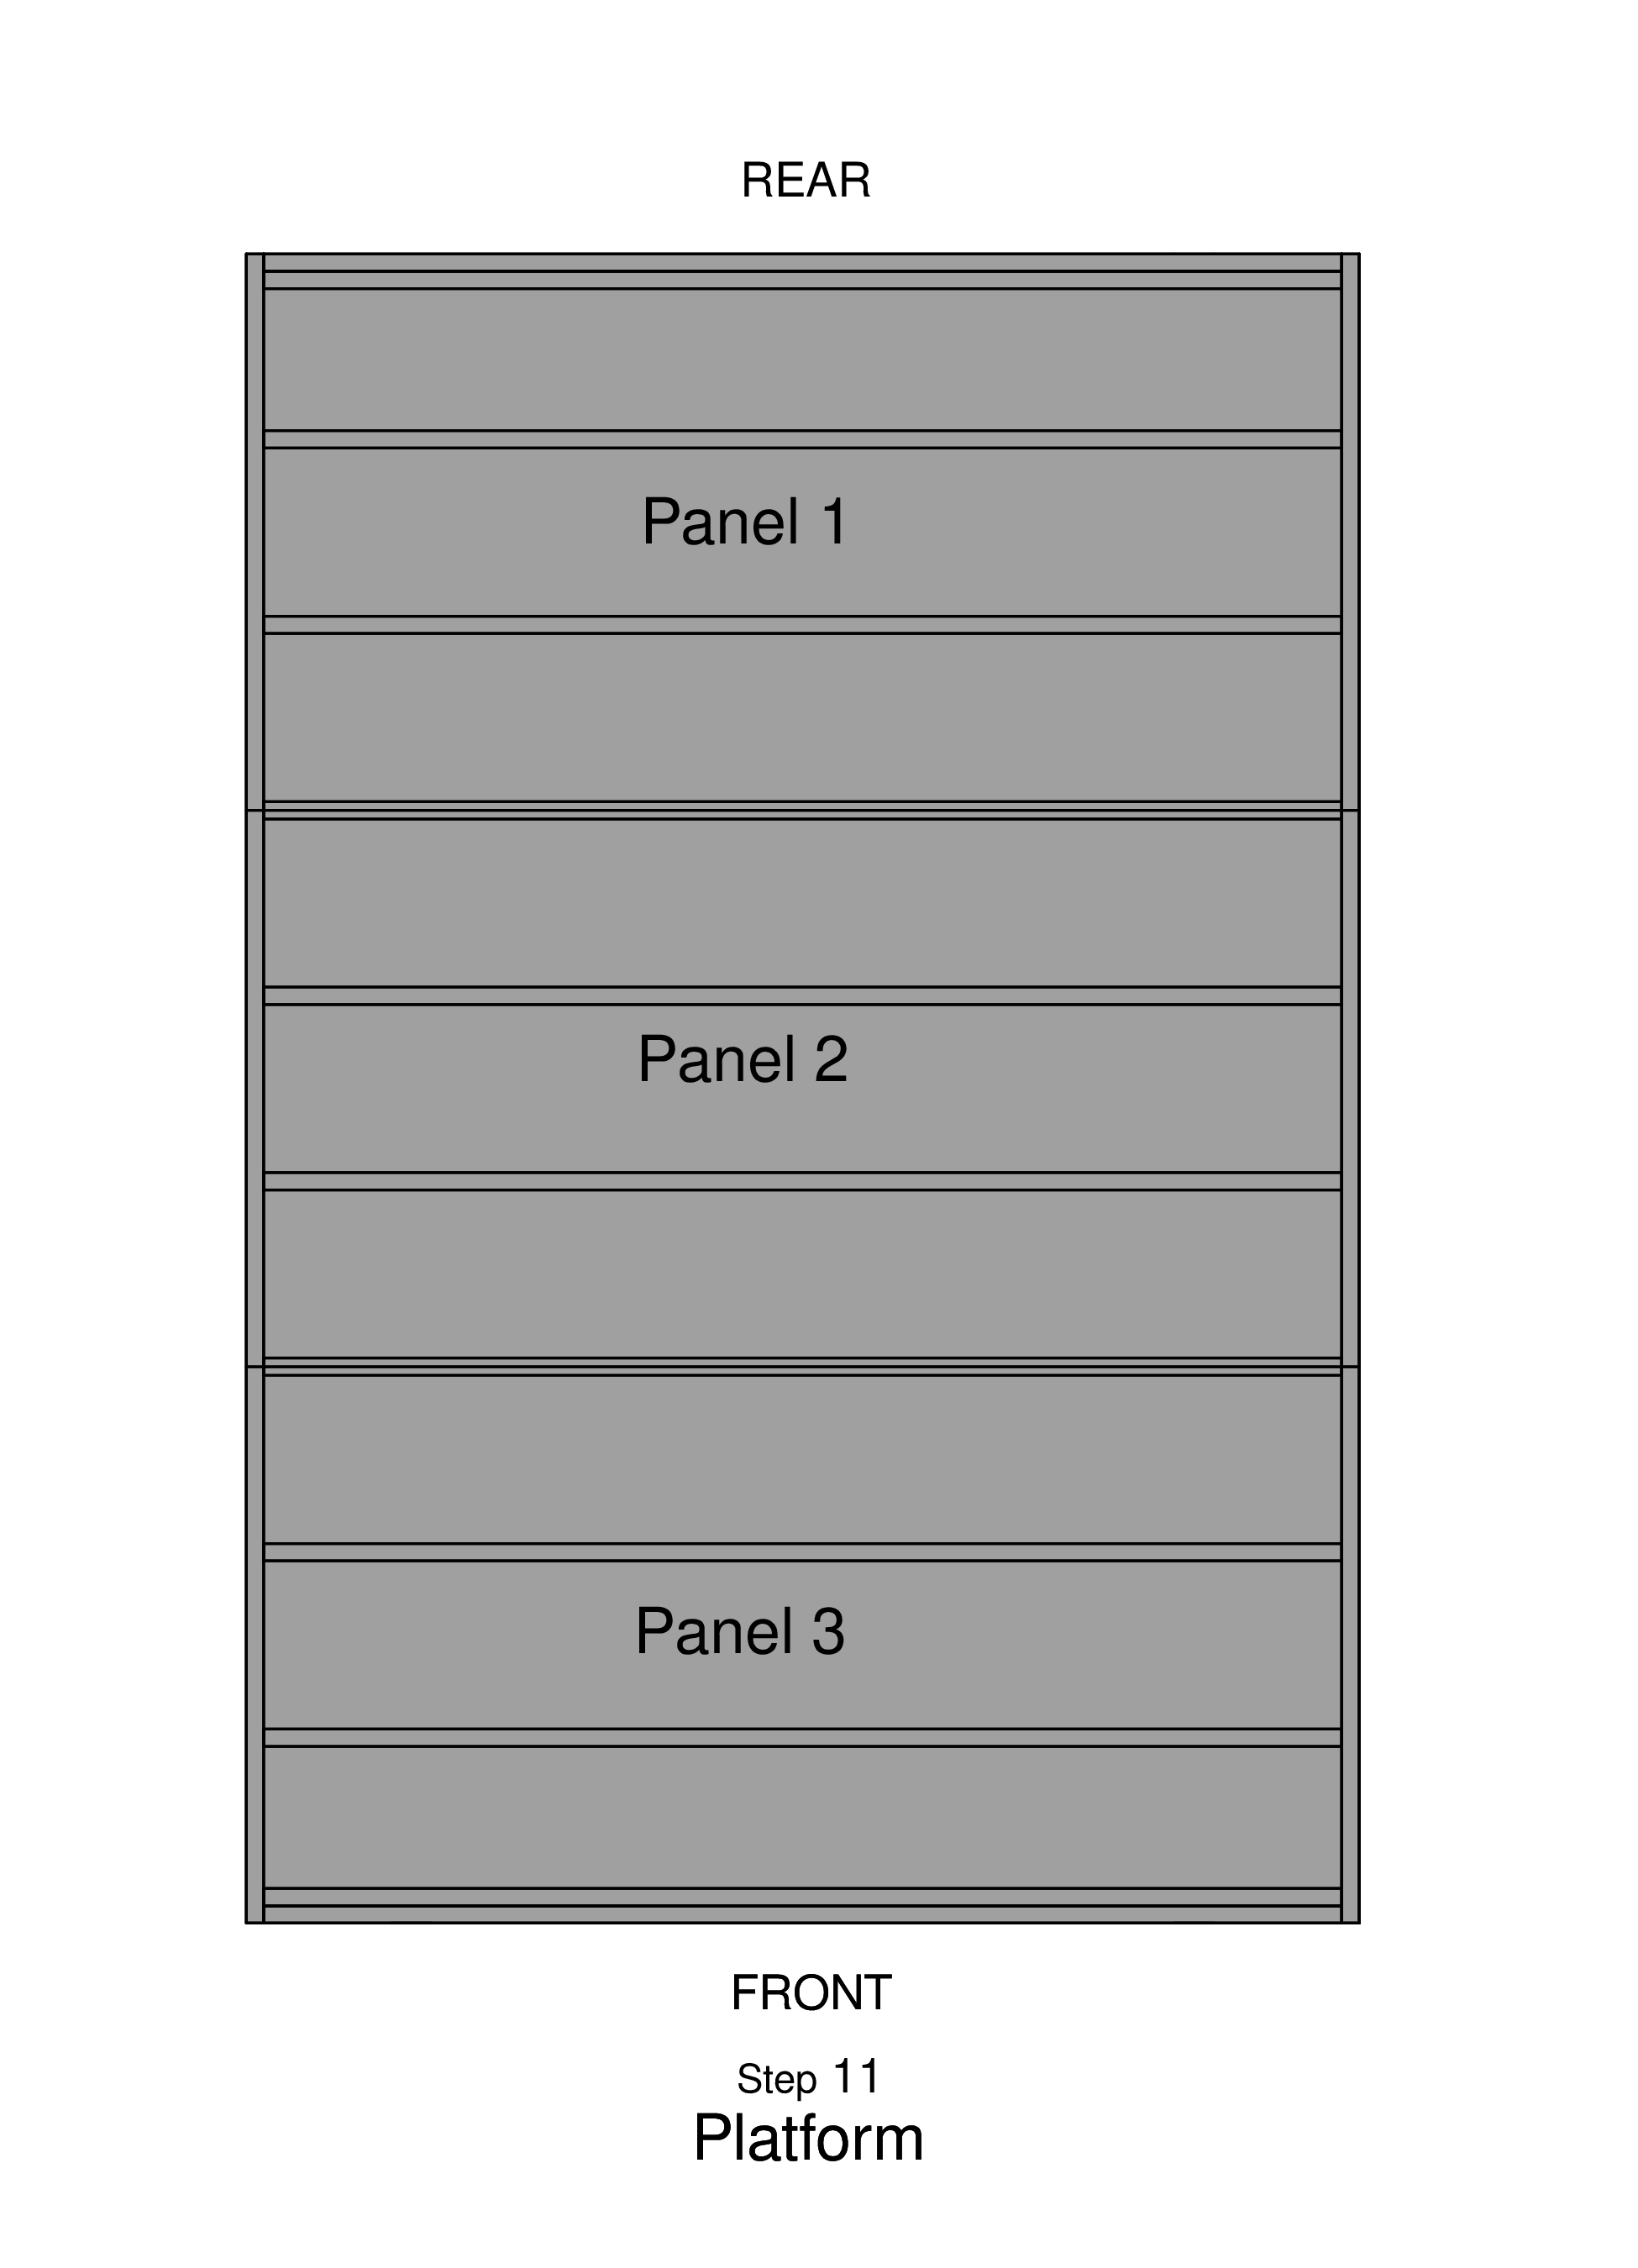 REAR
Panel 1
Panel 2
Panel 3
FRONT
Step 11
Platform